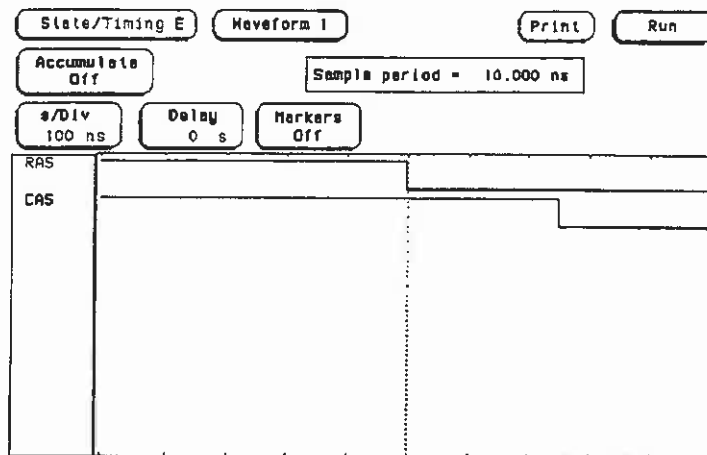 State/Timing E
Waveform 1
Print
Run
Accumulate
Off
Sample period = 10.000 ns
s/Div
100 ns
Delay
0 s
Markers
Off
RAS
CAS